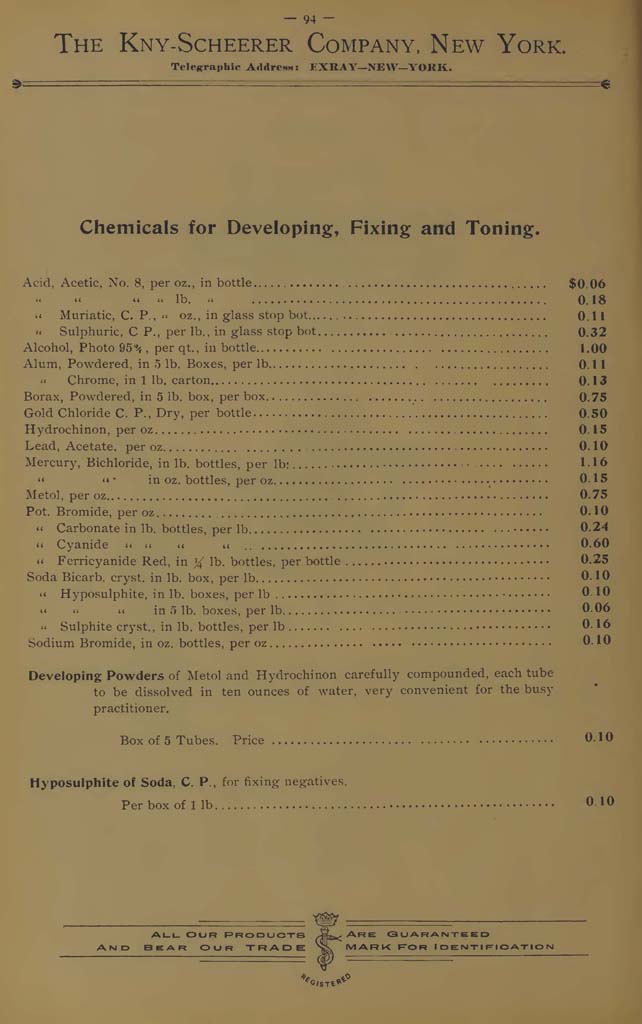 — 94 —
THE KNY-SCHEERER COMPANY, NEW YORK.
Telegraphic Address: EXRAY—NEW—YORK.
Chemicals for Developing, Fixing and Toning.
Acid, Acetic, No. 8, per oz., in bottle........ $0.06
“ “ “ “ lb. “ ........ 0.18
“ Muriatic, C. P., “ oz., in glass stop bot........ 0.11
“ Sulphuric, C P., per lb., in glass stop bot........ 0.32
Alcohol, Photo 95%, per qt., in bottle........ 1.00
Alum, Powdered, in 5 lb. Boxes, per lb........ 0.11
“ Chrome, in 1 lb. carton........ 0.13
Borax, Powdered, in 5 lb. box, per box........ 0.75
Gold Chloride C. P., Dry, per bottle........ 0.50
Hydrochinon, per oz........ 0.15
Lead, Acetate. per oz........ 0.10
Mercury, Bichloride, in lb. bottles, per lb........ 1.16
“ “ in oz. bottles, per oz........ 0.15
Metol, per oz........ 0.75
Pot. Bromide, per oz........ 0.10
“ Carbonate in lb. bottles, per lb........ 0.24
“ Cyanide “ “ “ “ ........ 0.60
“ Ferricyanide Red, in ¼ lb. bottles, per bottle ........ 0.25
Soda Bicarb. cryst. in lb. box, per lb........ 0.10
“ Hyposulphite, in lb. boxes, per lb ........ 0.10
“ “ “ in 5 lb. boxes, per lb........ 0.06
“ Sulphite cryst., in lb. bottles, per lb........ 0.16
Sodium Bromide, in oz. bottles, per oz........ 0.10
Developing Powders of Metol and Hydrochinon carefully compounded, each tube
to be dissolved in ten ounces of water, very convenient for the busy
practitioner.
Box of 5 Tubes. Price ........ 0.10
Hyposulphite of Soda, C. P., for fixing negatives.
Per box of 1 lb........ 0.10
ALL OUR PRODUCTS ARE GUARANTEED
AND BEAR OUR TRADE MARK FOR IDENTIFICATION
REGISTERED